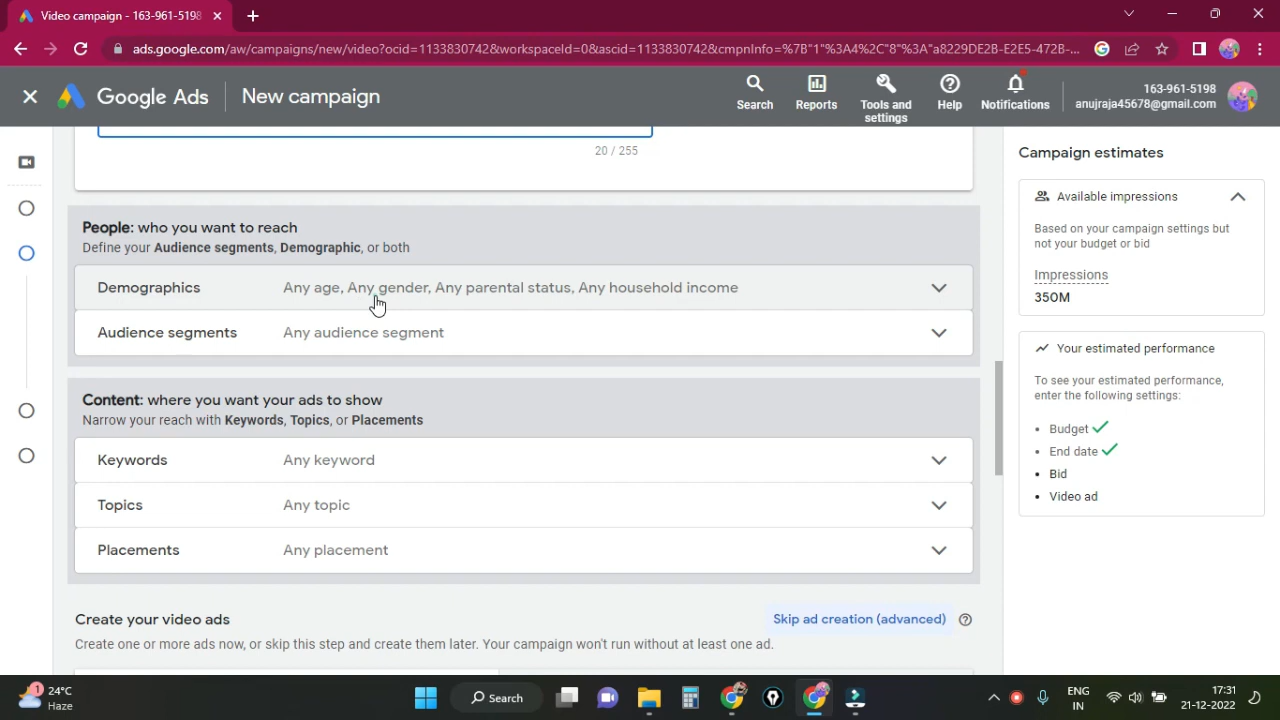 Video campaign - 163-961-5198
ads.google.com/aw/campaigns/new/video?ocid=1133830742&workspaceId=0&ascid=1133830742&cmpnInfo=%7B"1"%3A4%2C"8"%3A"a8229DE2B-E2E5-472B-...
Google Ads
New campaign
Search
Reports
Tools and
settings
Help
Notifications
163-961-5198
anujraja45678@gmail.com
20 / 255
People: who you want to reach
Define your Audience segments, Demographic, or both
Demographics Any age, Any gender, Any parental status, Any household income
Audience segments Any audience segment
Content: where you want your ads to show
Narrow your reach with Keywords, Topics, or Placements
Keywords Any keyword
Topics Any topic
Placements Any placement
Create your video ads
Skip ad creation (advanced)
Create one or more ads now, or skip this step and create them later. Your campaign won't run without at least one ad.
Campaign estimates
Available impressions
Based on your campaign settings but
not your budget or bid
Impressions
350M
Your estimated performance
To see your estimated performance,
enter the following settings:
• Budget
• End date
• Bid
• Video ad
1
24°C
Haze
Search
ENG
IN
17:31
21-12-2022